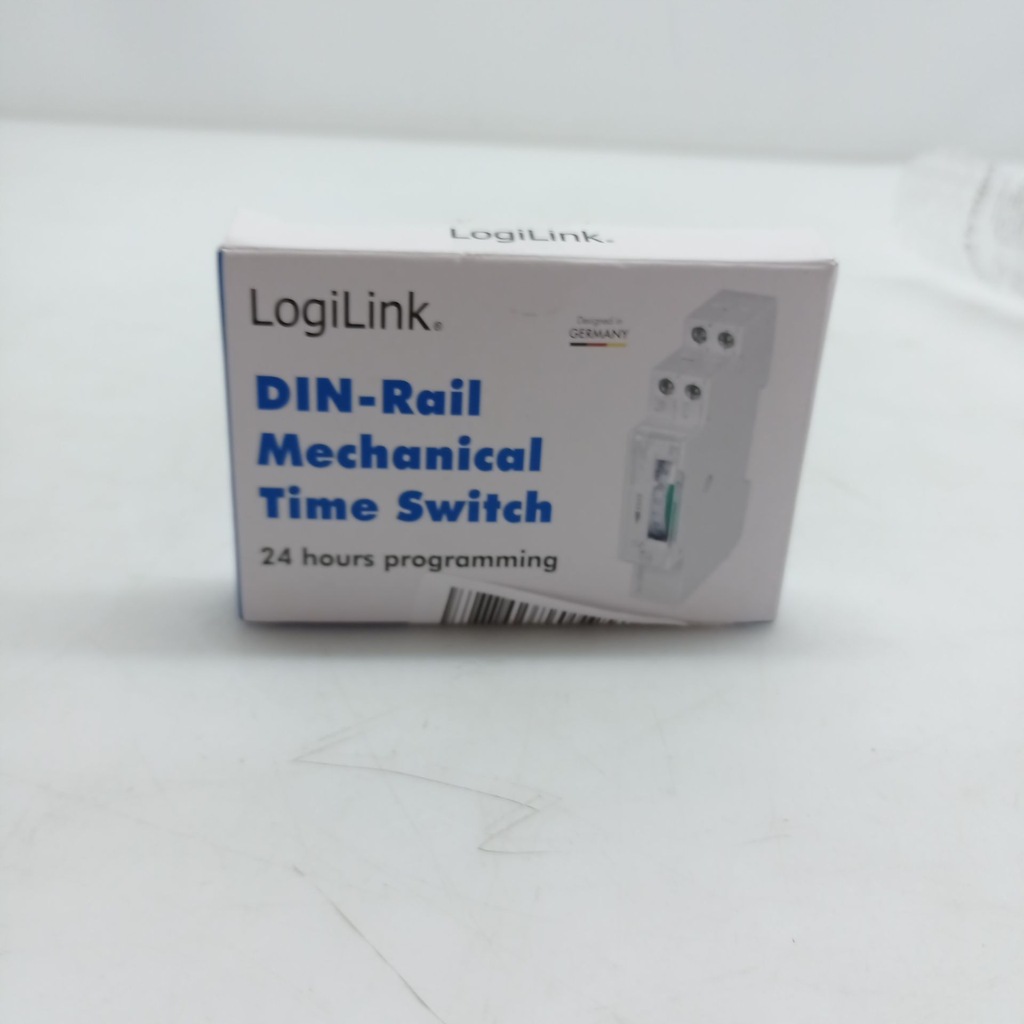 LogiLink®
LogiLink®
Designed in
GERMANY
DIN-Rail
Mechanical
Time Switch
24 hours programming